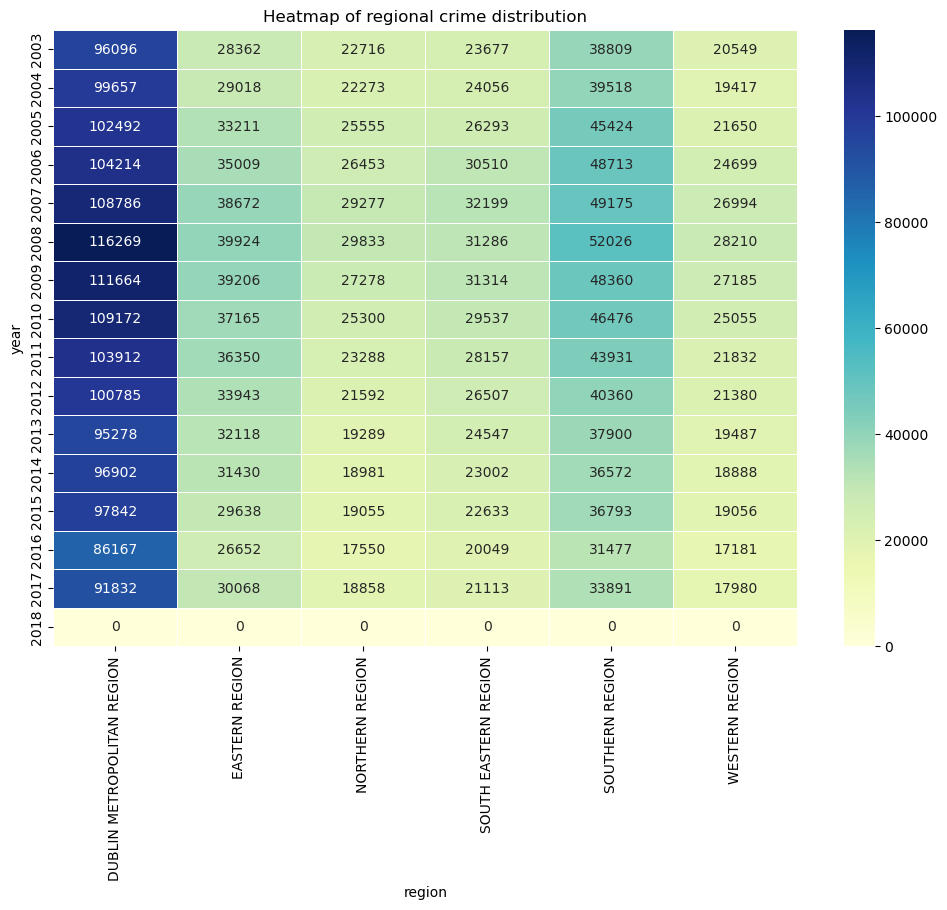 Heatmap of regional crime distribution
2003 96096 28362 22716 23677 38809 20549
2004 99657 29018 22273 24056 39518 19417
2005 102492 33211 25555 26293 45424 21650
2006 104214 35009 26453 30510 48713 24699
2007 108786 38672 29277 32199 49175 26994
2008 116269 39924 29833 31286 52026 28210
2009 111664 39206 27278 31314 48360 27185
2010 109172 37165 25300 29537 46476 25055
2011 103912 36350 23288 28157 43931 21832
2012 100785 33943 21592 26507 40360 21380
2013 95278 32118 19289 24547 37900 19487
2014 96902 31430 18981 23002 36572 18888
2015 97842 29638 19055 22633 36793 19056
2016 86167 26652 17550 20049 31477 17181
2017 91832 30068 18858 21113 33891 17980
2018 0 0 0 0 0 0
year
DUBLIN METROPOLITAN REGION
EASTERN REGION
NORTHERN REGION
SOUTH EASTERN REGION
SOUTHERN REGION
WESTERN REGION
region
100000
80000
60000
40000
20000
0